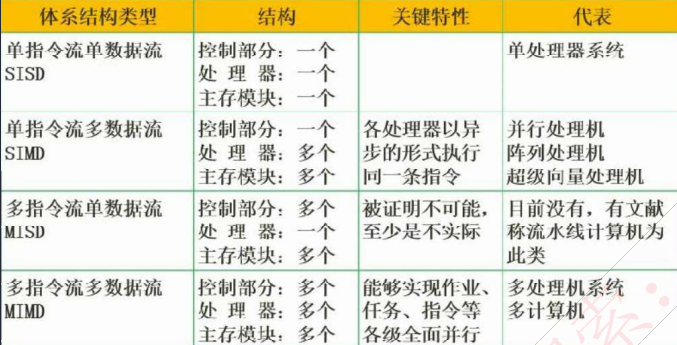 体系结构类型 结构 关键特性 代表
单指令流单数据流 控制部分：一个 单处理器系统
SISD 处 理 器：一个
主存模块：一个
单指令流多数据流 控制部分：一个 各处理器以异 并行处理机
SIMD 处 理 器：多个 步的形式执行 阵列处理机
主存模块：多个 同一条指令 超级向量处理机
多指令流单数据流 控制部分：多个 被证明不可能， 目前没有，有文献
MISD 处 理 器：一个 至少是不实际 称流水线计算机为
主存模块：多个 此类
多指令流多数据流 控制部分：多个 能够实现作业、 多处理机系统
MIMD 处 理 器：多个 任务、指令等 多计算机
主存模块：多个 各级全面并行